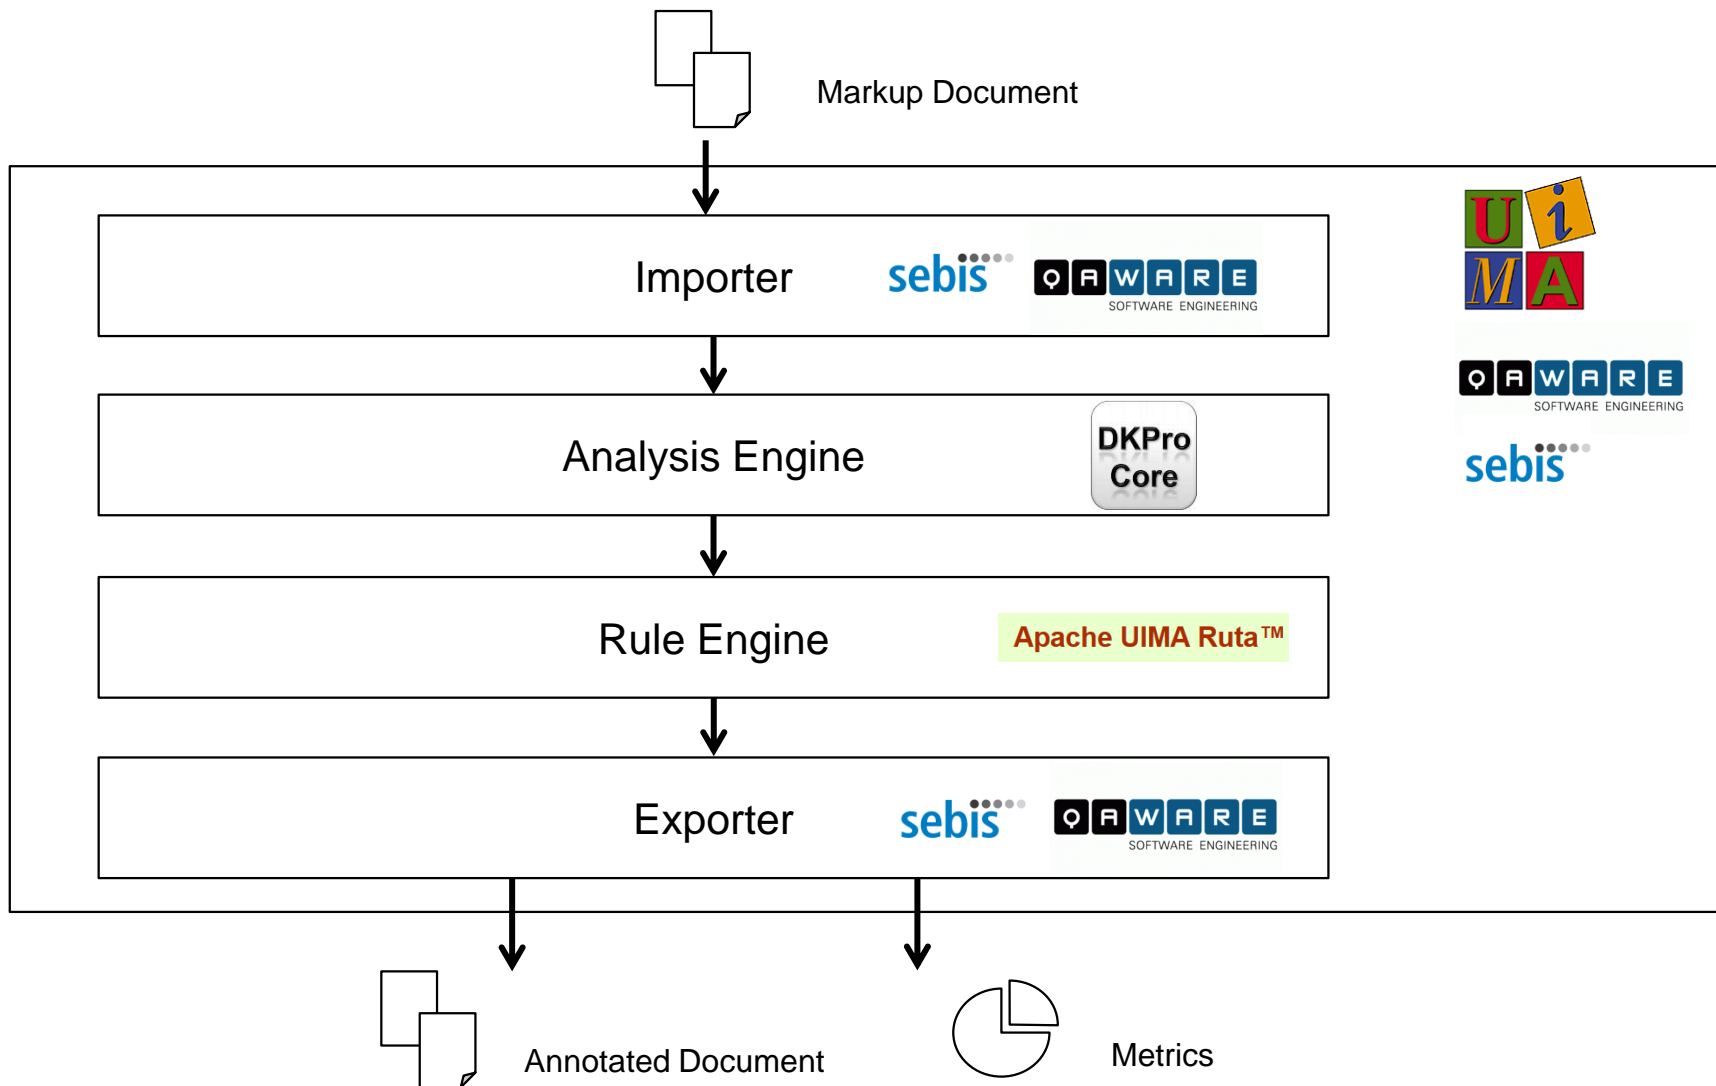 Markup Document
Importer
sebis
QAWARE
SOFTWARE ENGINEERING
UiMA
QAWARE
SOFTWARE ENGINEERING
sebis
Analysis Engine
DKPro
Core
Rule Engine
Apache UIMA Ruta™
Exporter
sebis
QAWARE
SOFTWARE ENGINEERING
Annotated Document
Metrics